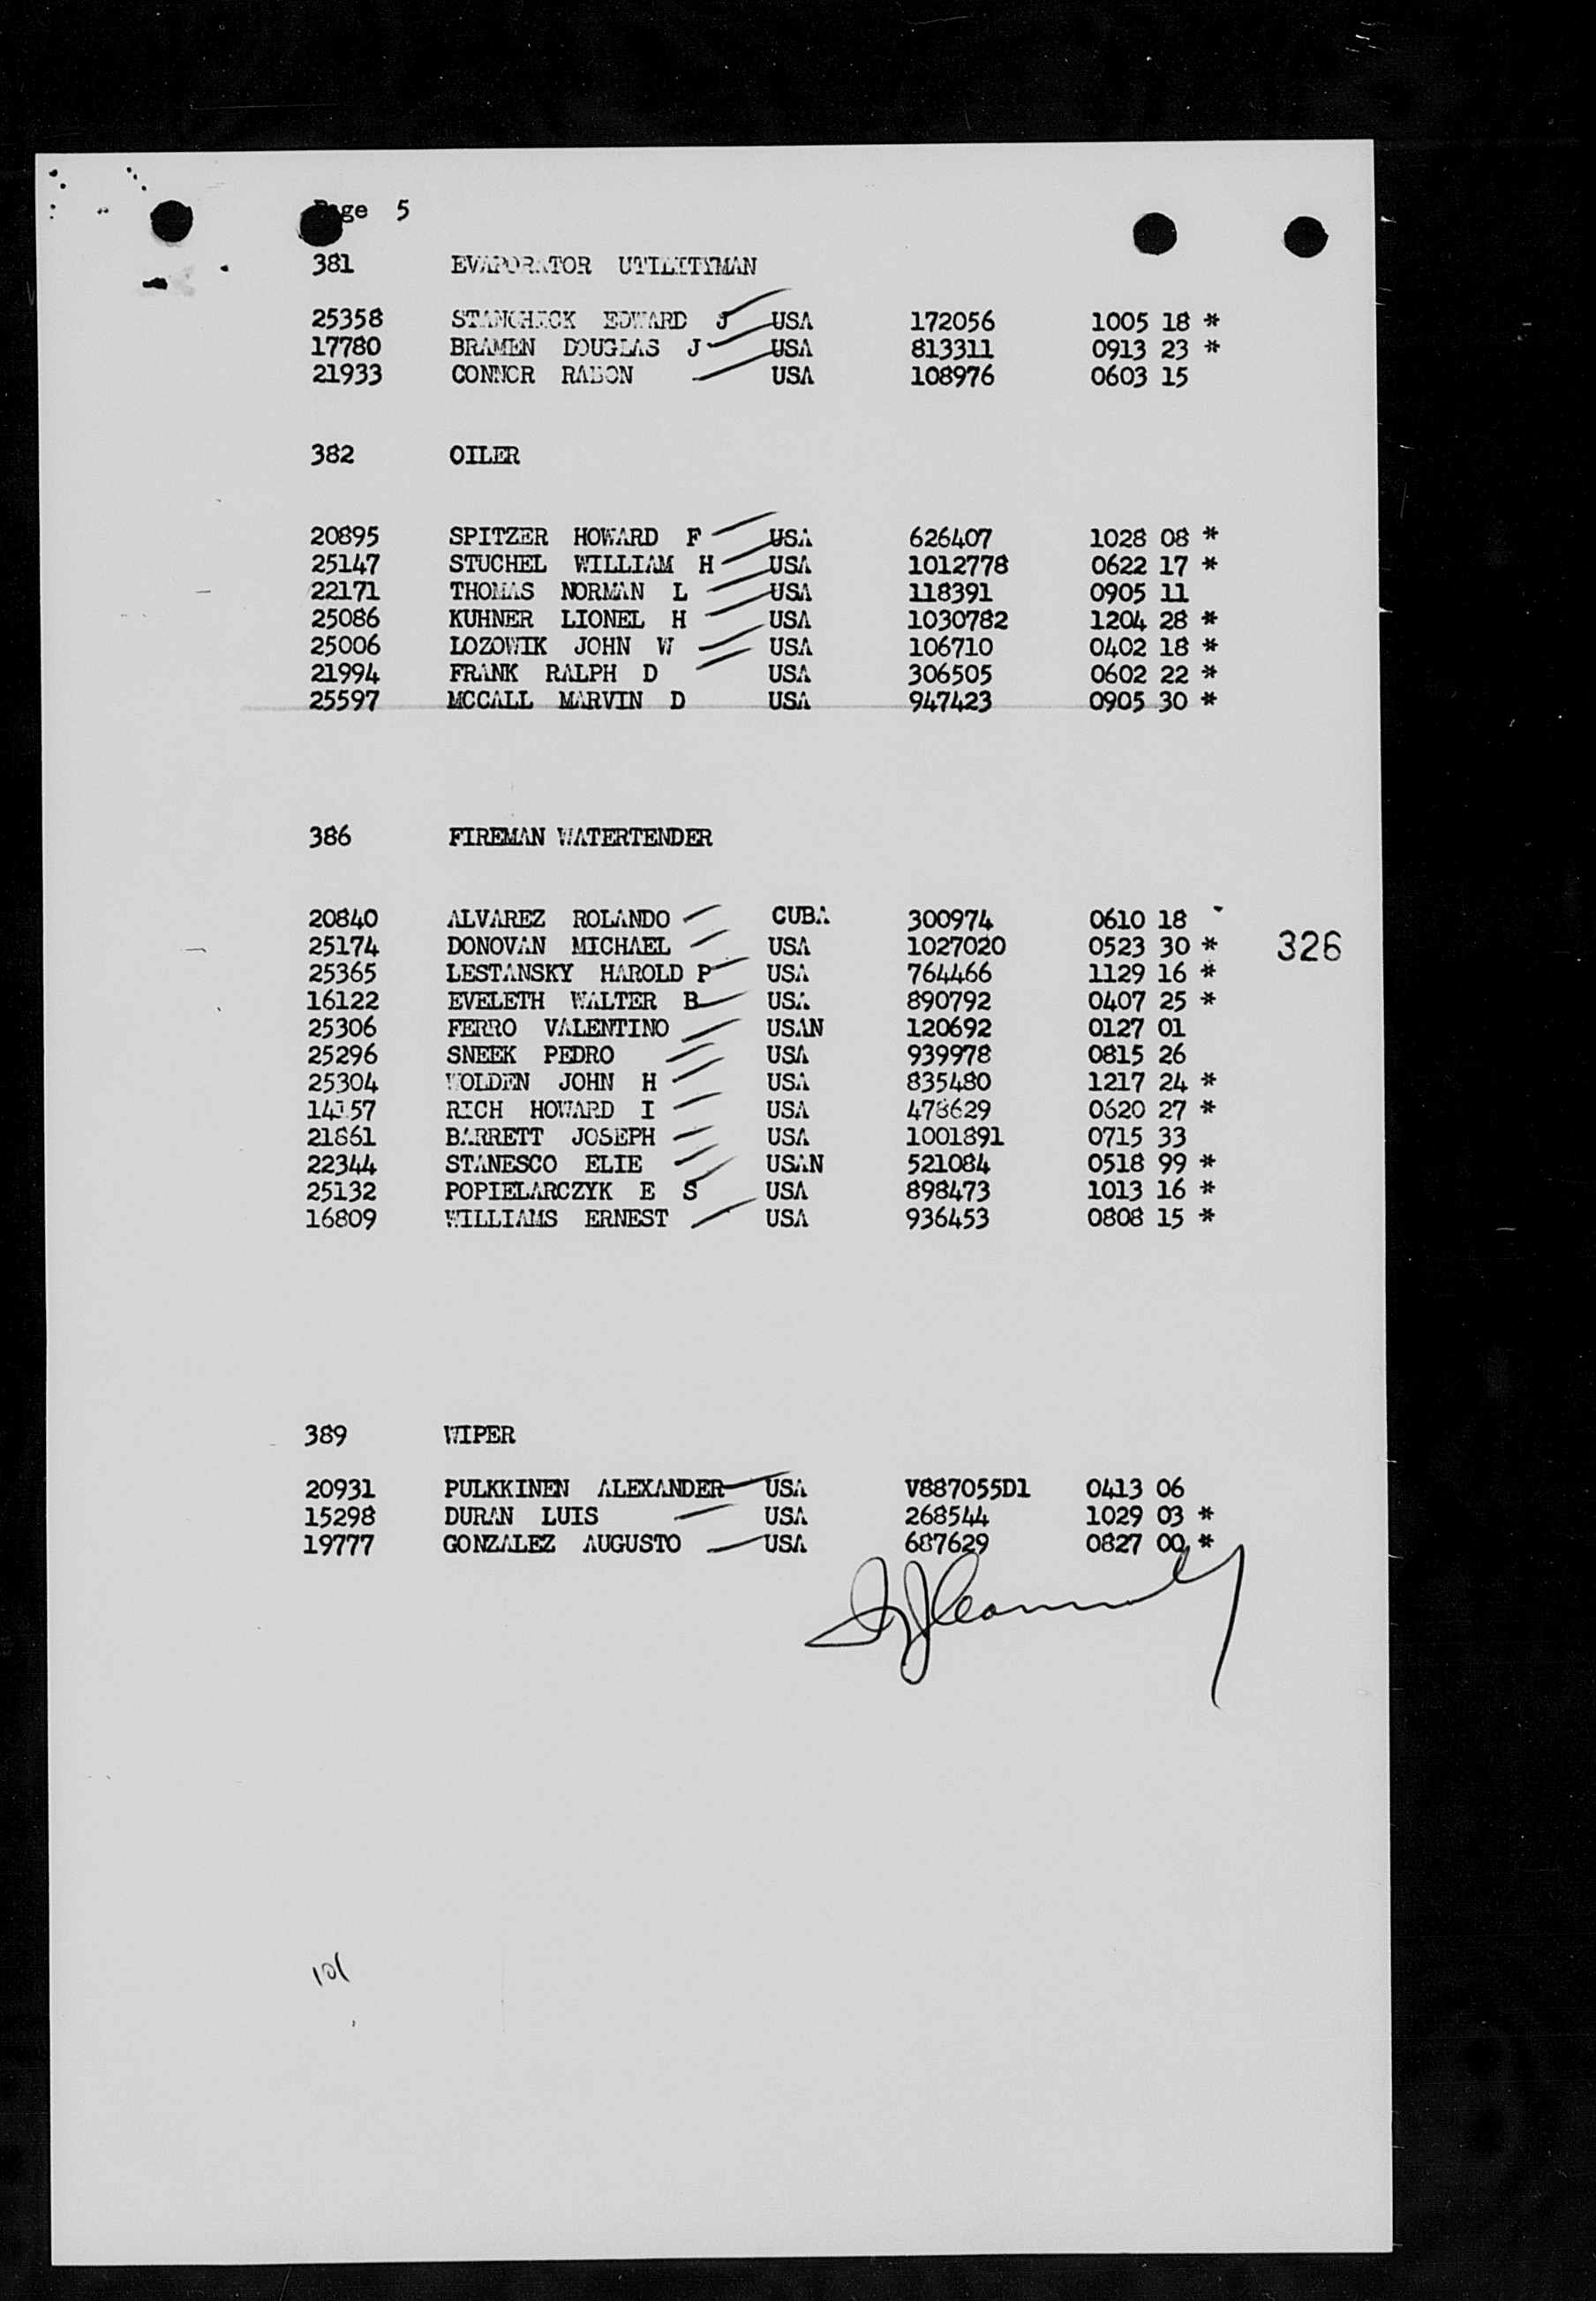 Page 5
381 EVAPORATOR UTILITYMAN
25358 STANCHECK EDWARD J USA 172056 1005 18 *
17780 BRAMEN DOUGLAS J USA 813311 0913 23 *
21933 CONNOR RABON USA 108976 0603 15
382 OILER
20895 SPITZER HOWARD F USA 626407 1028 08 *
25147 STUCHEL WILLIAM H USA 1012778 0622 17 *
22171 THOMAS NORMAN L USA 118391 0905 11
25086 KUHNER LIONEL H USA 1030782 1204 28 *
25006 LOZOWIK JOHN W USA 106710 0402 18 *
21994 FRANK RALPH D USA 306505 0602 22 *
25597 MCCALL MARVIN D USA 947423 0905 30 *
386 FIREMAN WATERTENDER
20840 ALVAREZ ROLANDO CUBA 300974 0610 18
25174 DONOVAN MICHAEL USA 1027020 0523 30 *
326
25365 LESTANSKY HAROLD P USA 764466 1129 16 *
16122 EVELETH WALTER B USA 890792 0407 25 *
25306 FERRO VALENTINO USAN 120692 0127 01
25296 SNEEK PEDRO USA 939978 0815 26
25304 WOLDEN JOHN H USA 835480 1217 24 *
14157 RICH HOWARD I USA 478629 0620 27 *
21861 BARRETT JOSEPH USA 1001891 0715 33
22344 STANESCO ELIE USAN 521084 0518 99 *
25132 POPIELARCZYK E S USA 898473 1013 16 *
16809 WILLIAMS ERNEST USA 936453 0808 15 *
389 WIPER
20931 PULKKINEN ALEXANDER USA V887055D1 0413 06
15298 DURAN LUIS USA 268544 1029 03 *
19777 GONZALEZ AUGUSTO USA 687629 0827 00 *
101